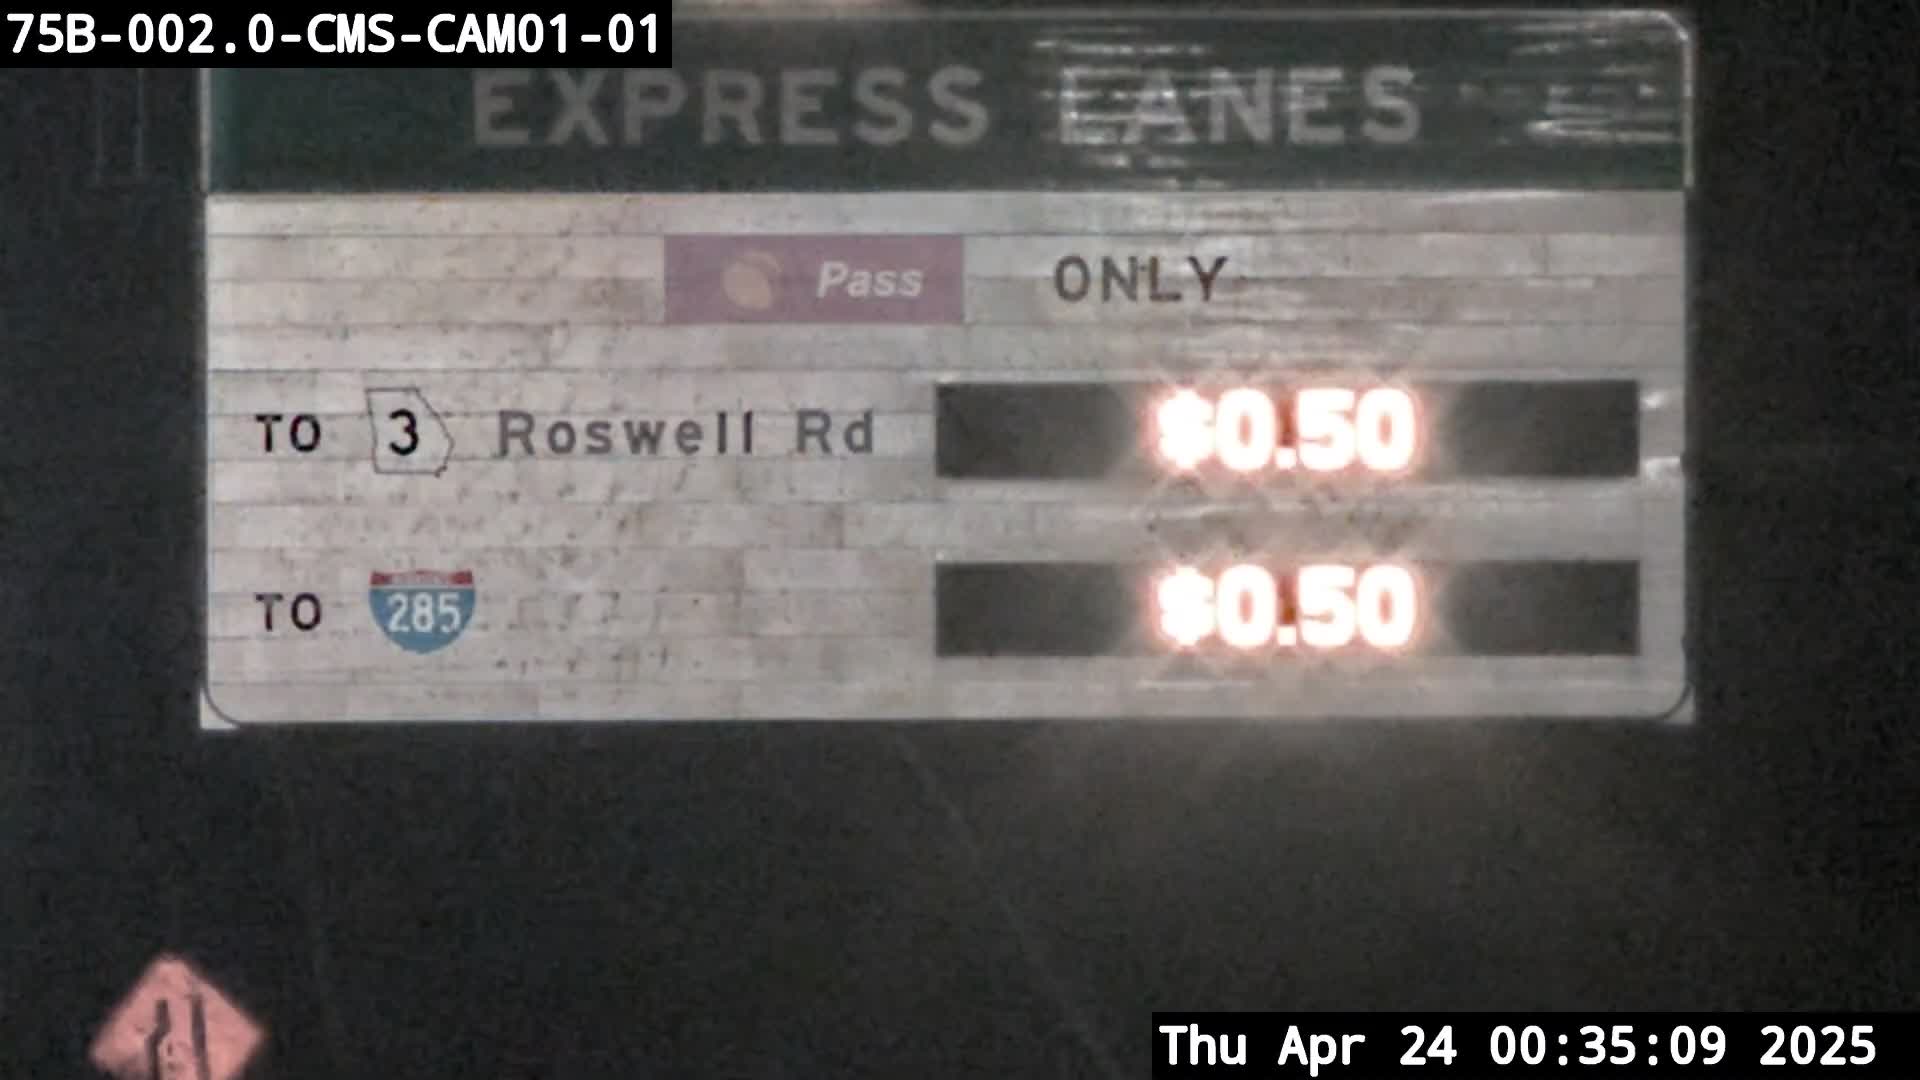 75B-002.0-CMS-CAM01-01
EXPRESS LANES
Pass ONLY
TO 3 Roswell Rd $0.50
TO 285 $0.50
Thu Apr 24 00:35:09 2025